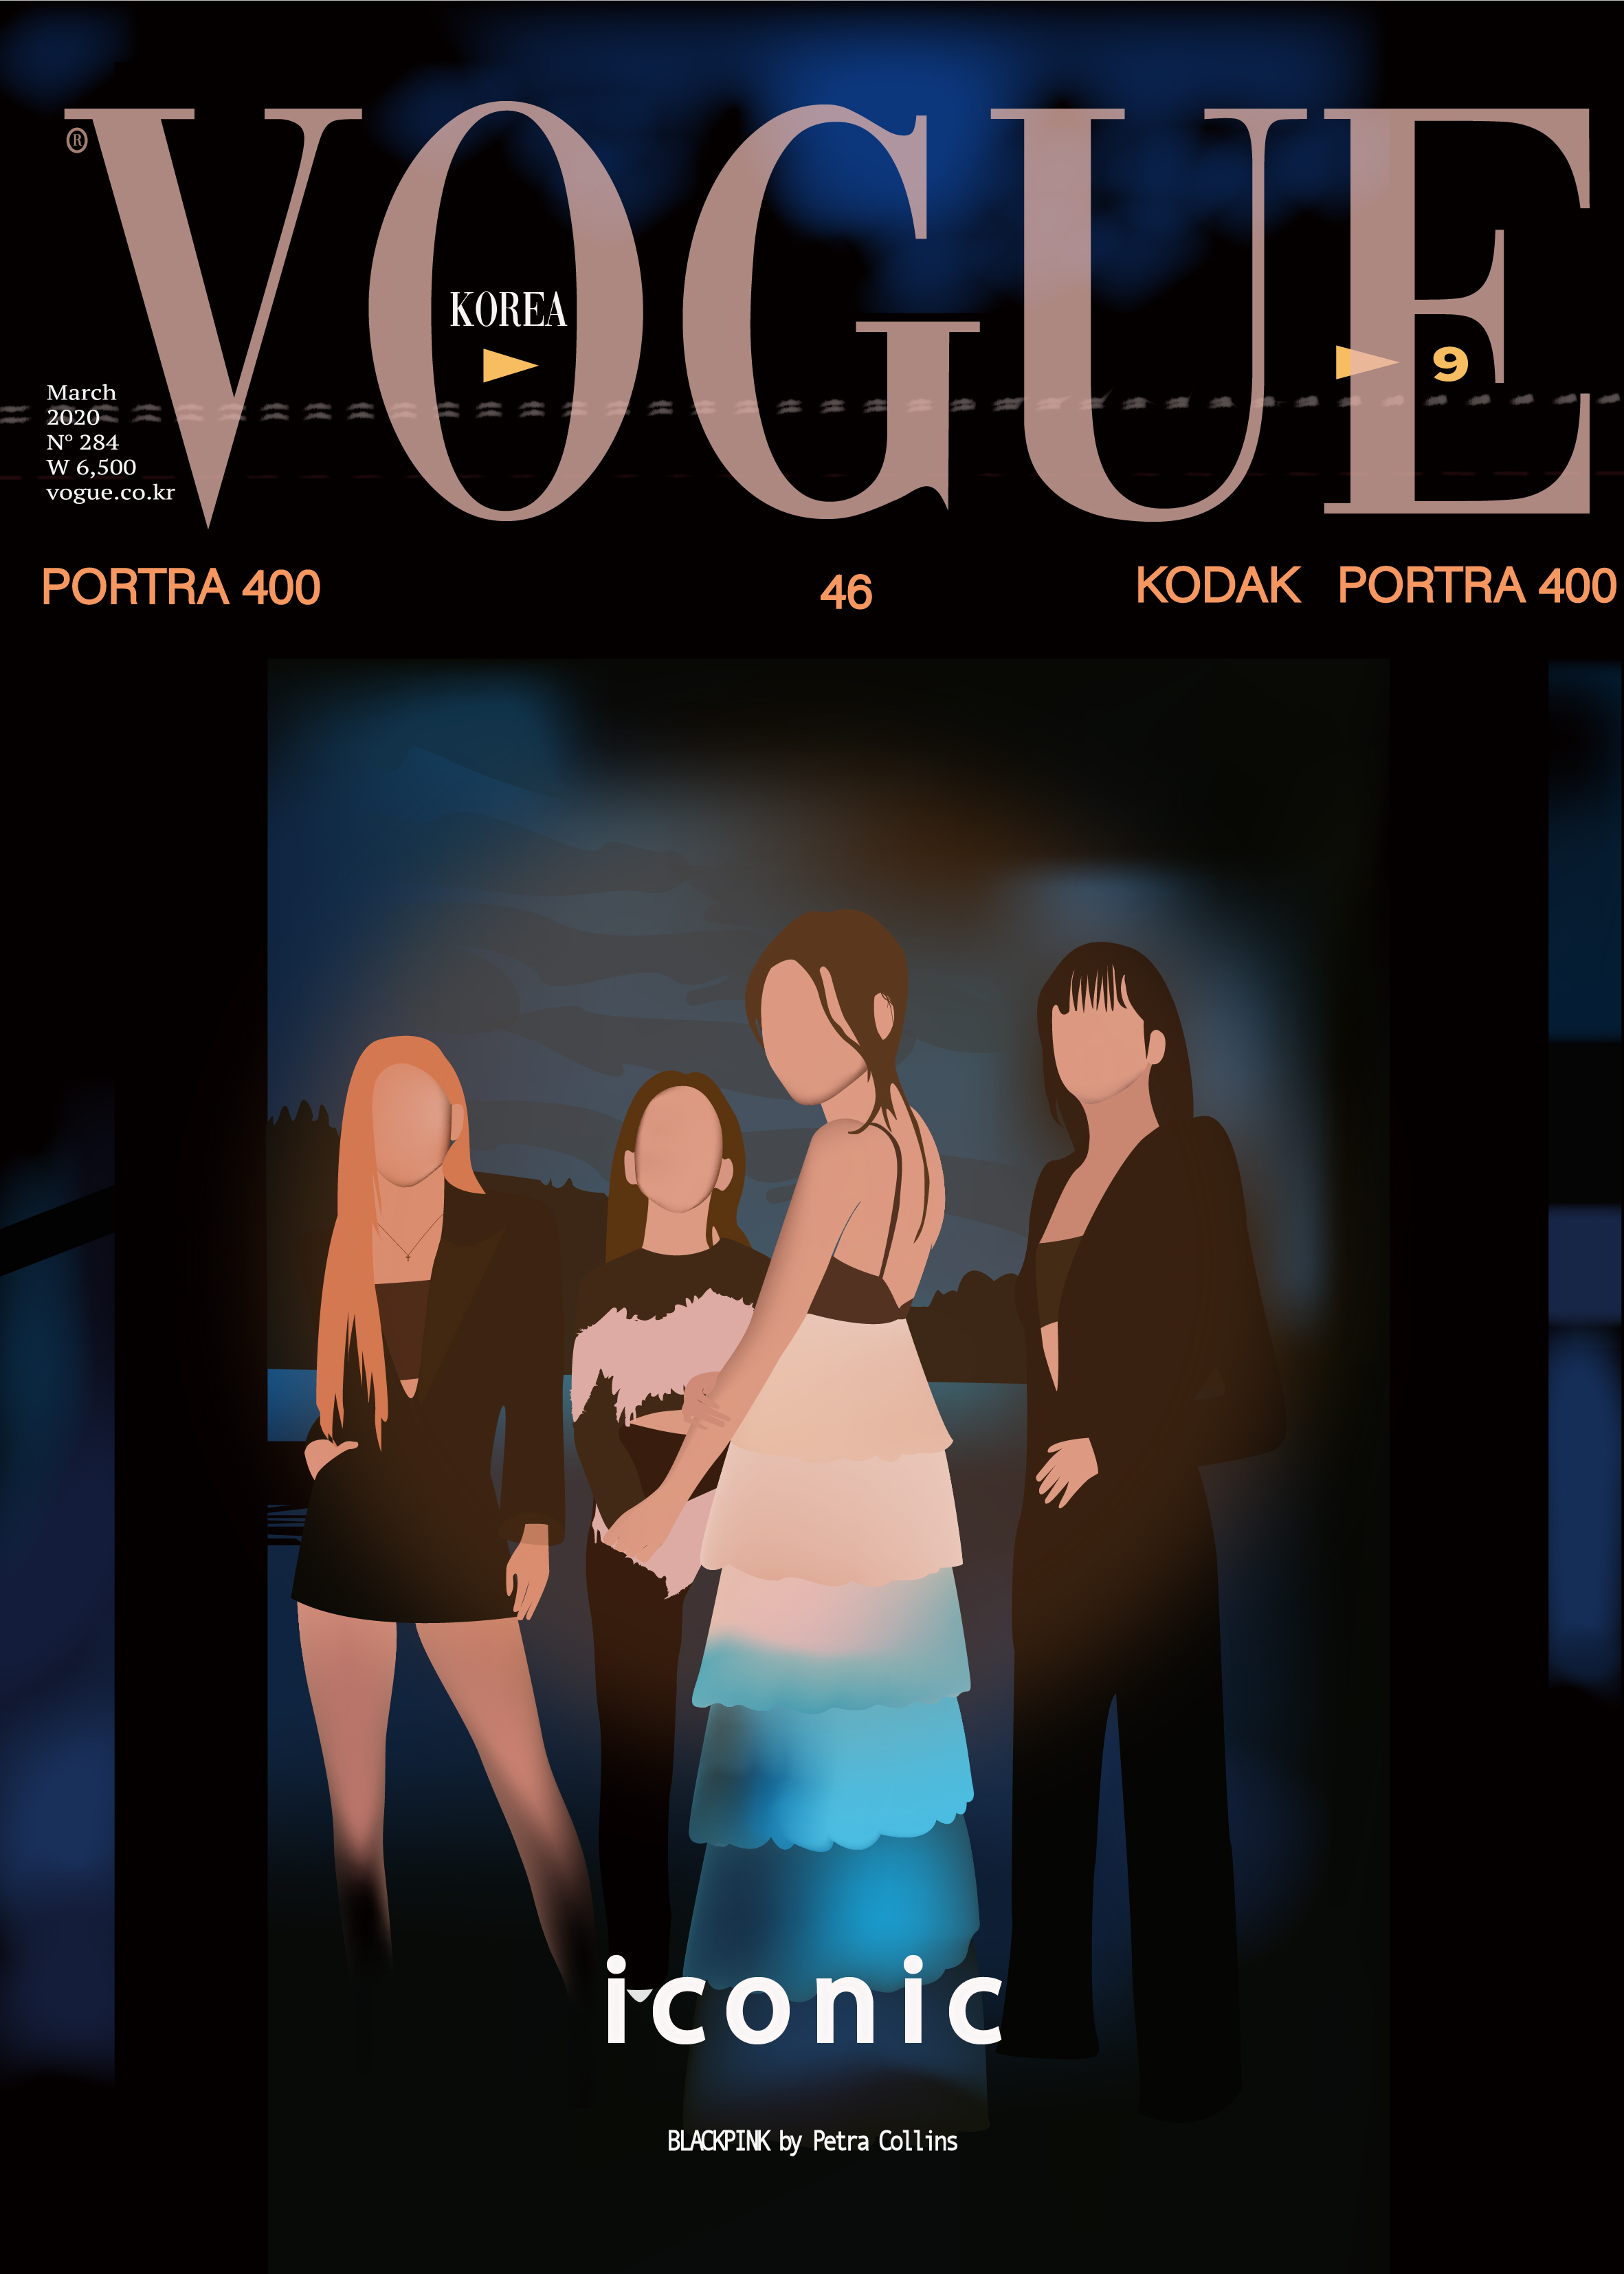 VOGUE
®
KOREA
9
March
2020
Nº 284
W 6,500
vogue.co.kr
PORTRA 400 46 KODAK PORTRA 400
iconic
BLACKPINK by Petra Collins